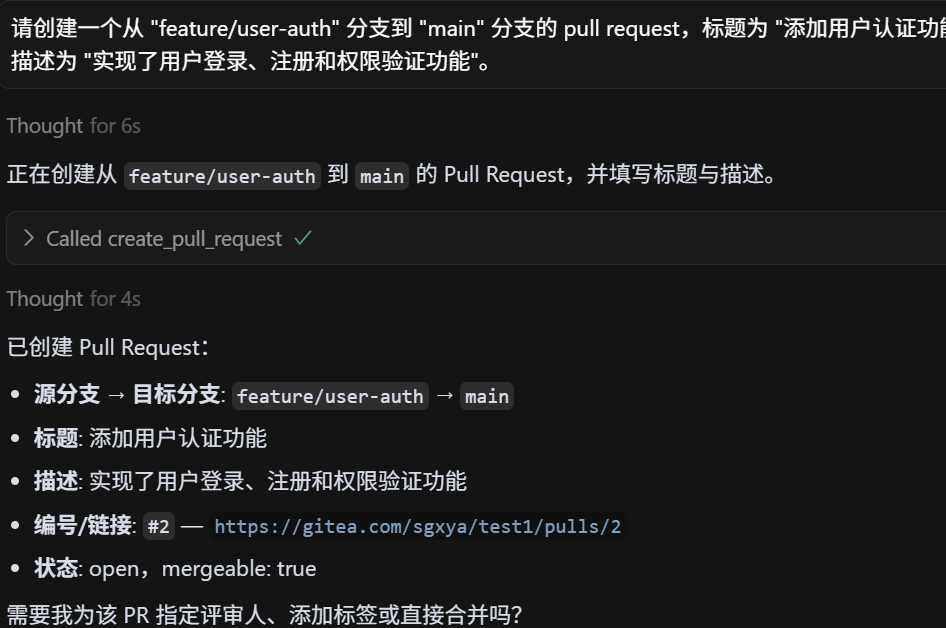 请创建一个从 "feature/user-auth" 分支到 "main" 分支的 pull request，标题为 "添加用户认证功
描述为 "实现了用户登录、注册和权限验证功能"。
Thought for 6s
正在创建从 feature/user-auth 到 main 的 Pull Request，并填写标题与描述。
Called create_pull_request
Thought for 4s
已创建 Pull Request：
源分支 → 目标分支: feature/user-auth → main
标题: 添加用户认证功能
描述: 实现了用户登录、注册和权限验证功能
编号/链接: #2 — https://gitea.com/sgxya/test1/pulls/2
状态: open，mergeable: true
需要我为该 PR 指定评审人、添加标签或直接合并吗？